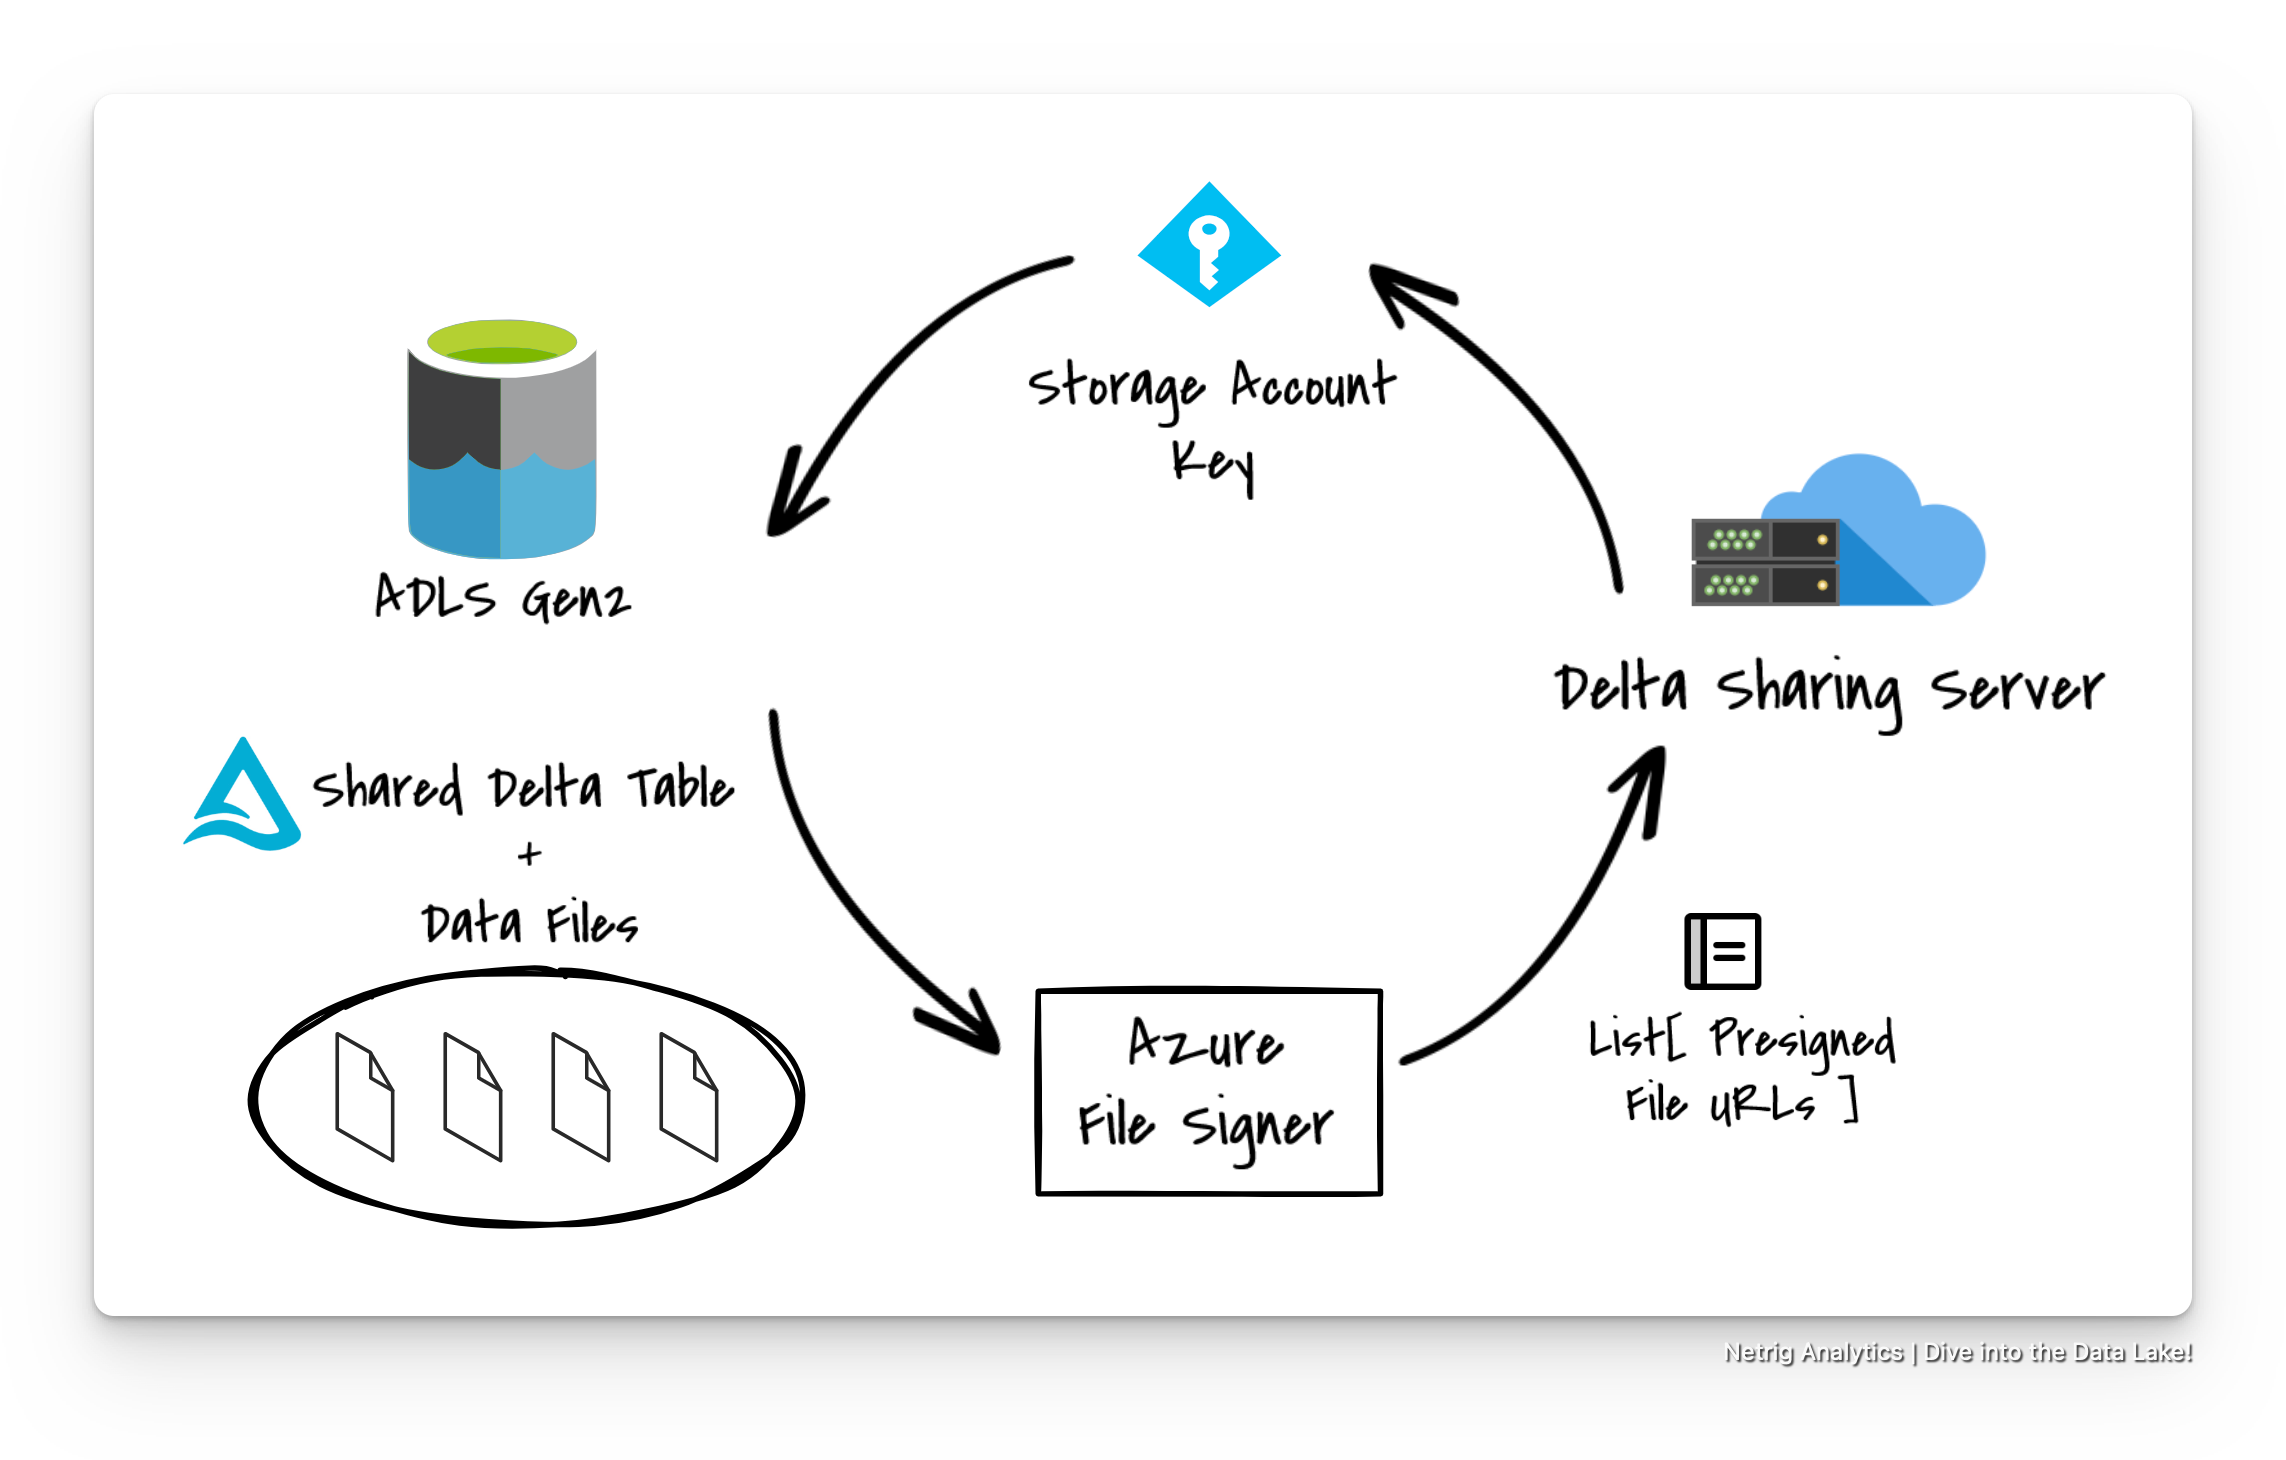 Storage Account
Key
ADLS Gen2
Delta Sharing Server
Shared Delta Table
+
Data Files
Azure
File Signer
List[ Presigned
File URLs ]
Netrig Analytics | Dive into the Data Lake!